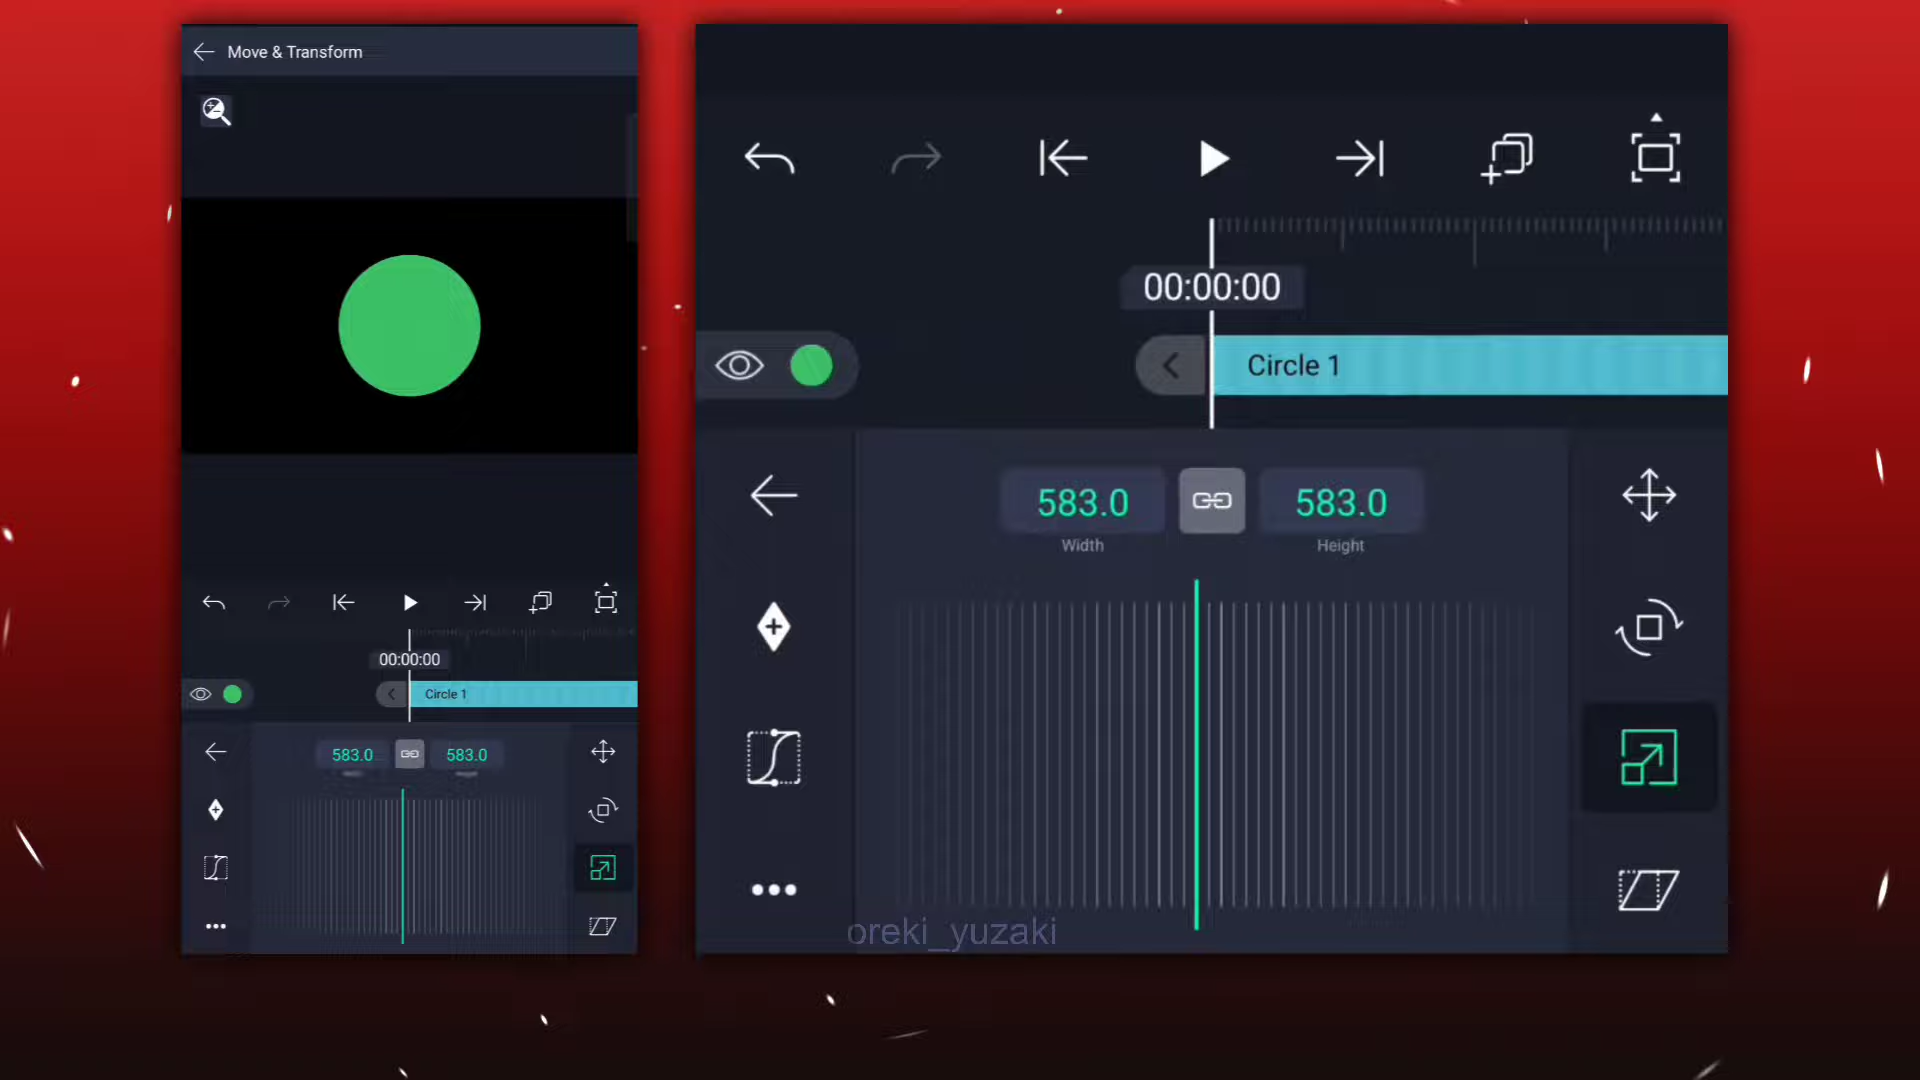 Move & Transform
00:00:00
Circle 1
583.0
583.0
00:00:00
Circle 1
583.0
583.0
Width
Height
oreki_yuzaki